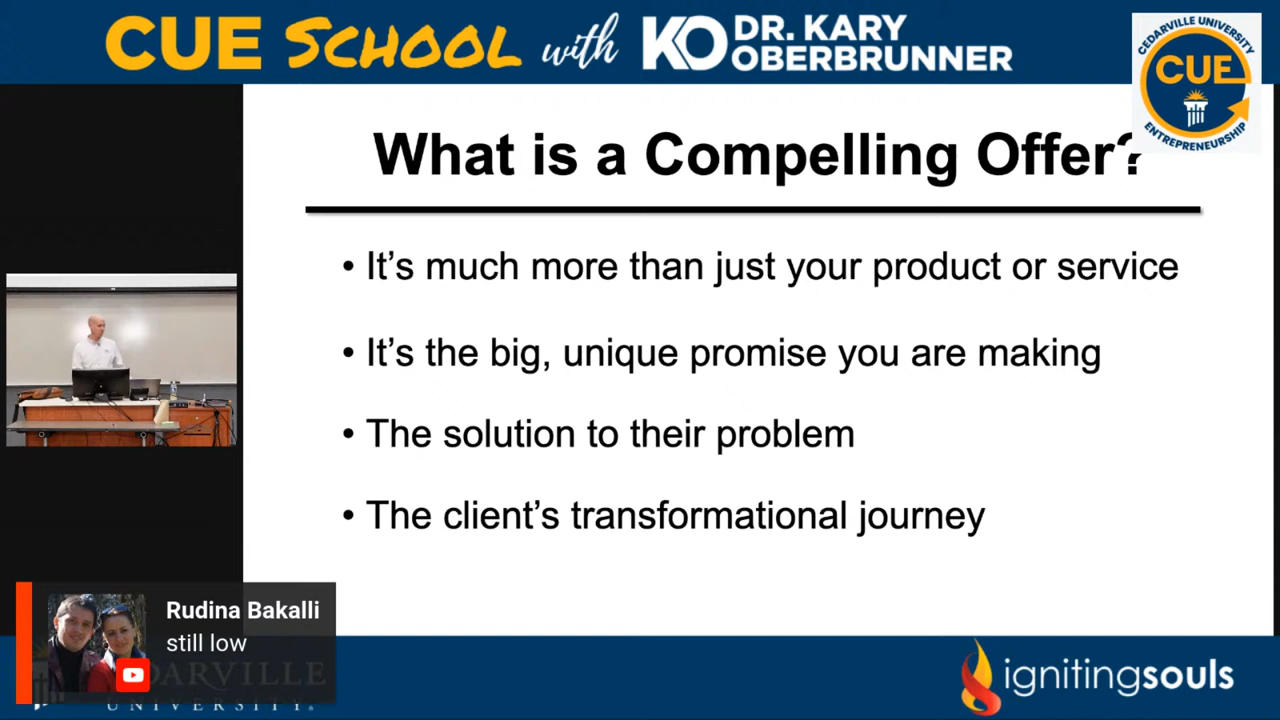 CUE SCHOOL with KO DR. KARY OBERBRUNNER
CEDARVILLE UNIVERSITY
CUE
ENTREPRENEURSHIP
What is a Compelling Offer?
• It’s much more than just your product or service
• It’s the big, unique promise you are making
• The solution to their problem
• The client’s transformational journey
Rudina Bakalli
still low
UNIVERSITY.
ignitingsouls